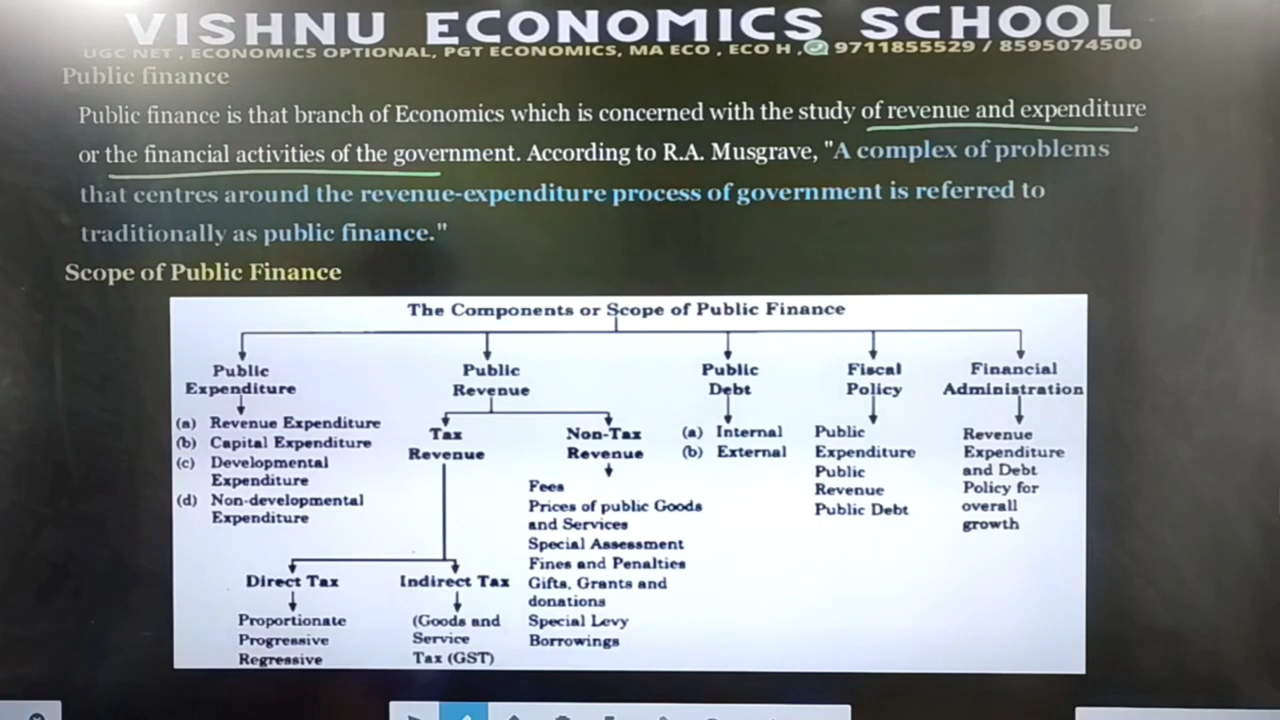 VISHNU ECONOMICS SCHOOL
UGC NET , ECONOMICS OPTIONAL, PGT ECONOMICS, MA ECO , ECO H , 9711855529 / 8595074500
Public finance
Public finance is that branch of Economics which is concerned with the study of revenue and expenditure
or the financial activities of the government. According to R.A. Musgrave, "A complex of problems
that centres around the revenue-expenditure process of government is referred to
traditionally as public finance."
Scope of Public Finance
The Components or Scope of Public Finance
Public
Expenditure
(a) Revenue Expenditure
(b) Capital Expenditure
(c) Developmental
Expenditure
(d) Non-developmental
Expenditure
Public
Revenue
Tax
Revenue
Direct Tax
Proportionate
Progressive
Regressive
Indirect Tax
(Goods and
Service
Tax (GST)
Non-Tax
Revenue
Fees
Prices of public Goods
and Services
Special Assessment
Fines and Penalties
Gifts, Grants and
donations
Special Levy
Borrowings
Public
Debt
(a) Internal
(b) External
Fiscal
Policy
Public
Expenditure
Public
Revenue
Public Debt
Financial
Administration
Revenue
Expenditure
and Debt
Policy for
overall
growth